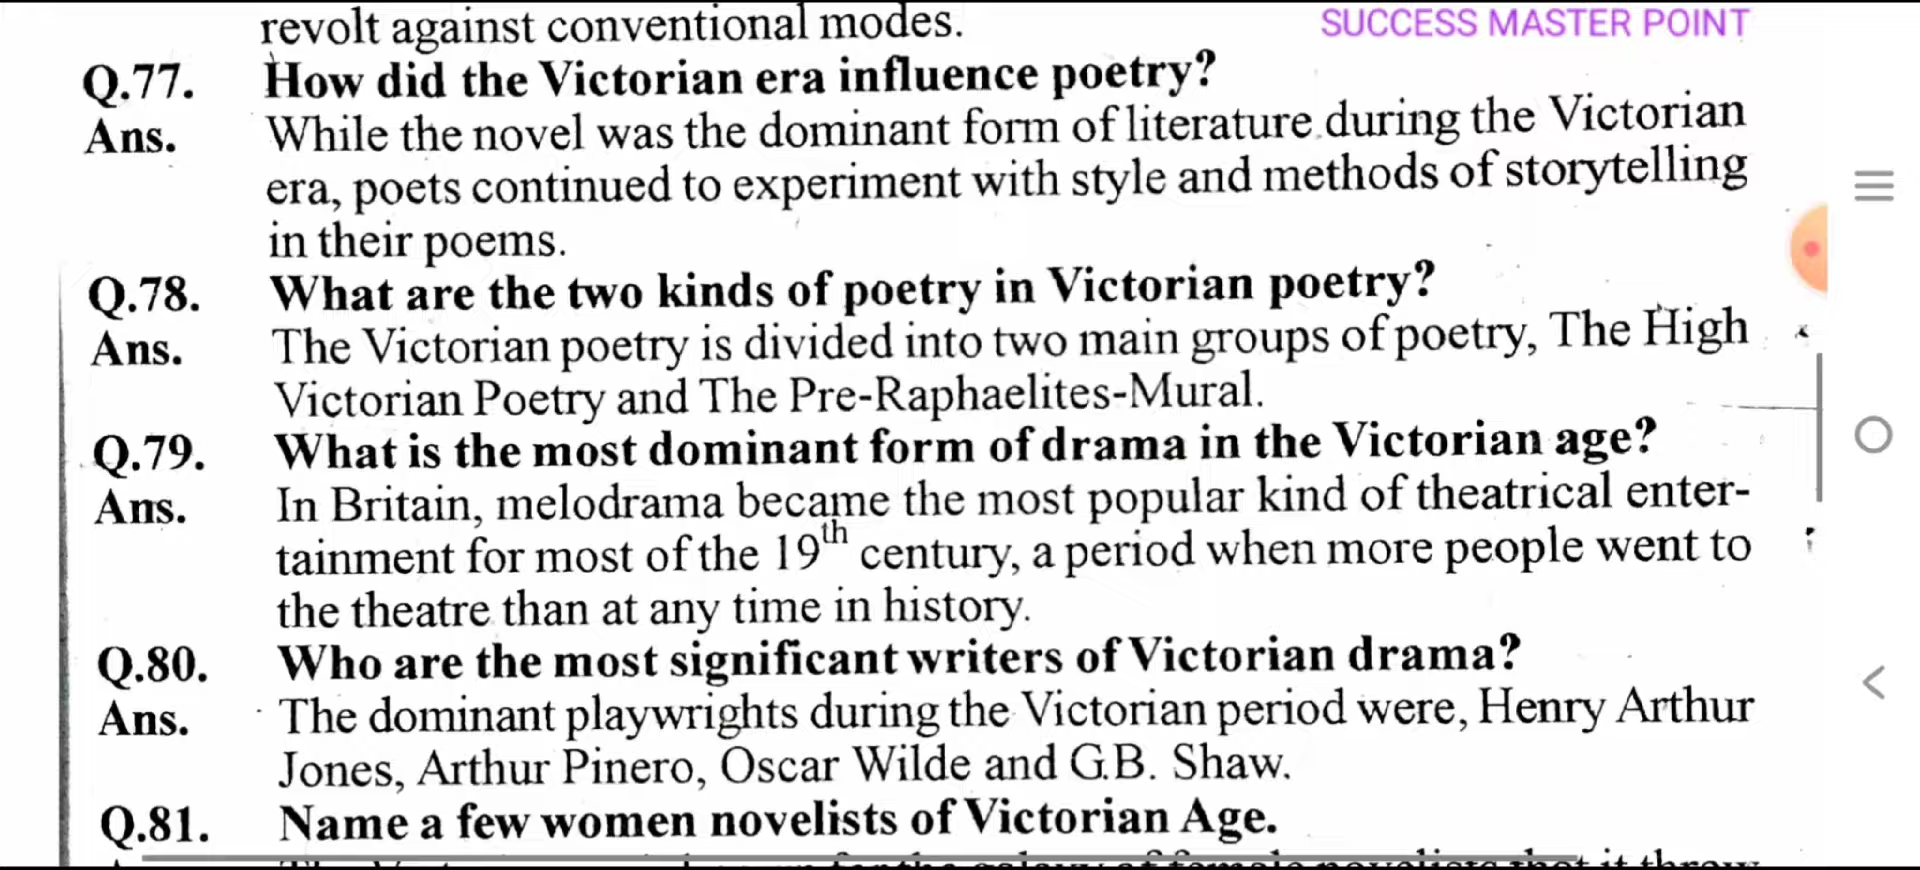 revolt against conventional modes.
SUCCESS MASTER POINT
Q.77. How did the Victorian era influence poetry?
Ans. While the novel was the dominant form of literature during the Victorian
era, poets continued to experiment with style and methods of storytelling
in their poems.
Q.78. What are the two kinds of poetry in Victorian poetry?
Ans. The Victorian poetry is divided into two main groups of poetry, The High
Victorian Poetry and The Pre-Raphaelites-Mural.
Q.79. What is the most dominant form of drama in the Victorian age?
Ans. In Britain, melodrama became the most popular kind of theatrical enter-
tainment for most of the 19th century, a period when more people went to
the theatre than at any time in history.
Q.80. Who are the most significant writers of Victorian drama?
Ans. The dominant playwrights during the Victorian period were, Henry Arthur
Jones, Arthur Pinero, Oscar Wilde and G.B. Shaw.
Q.81. Name a few women novelists of Victorian Age.